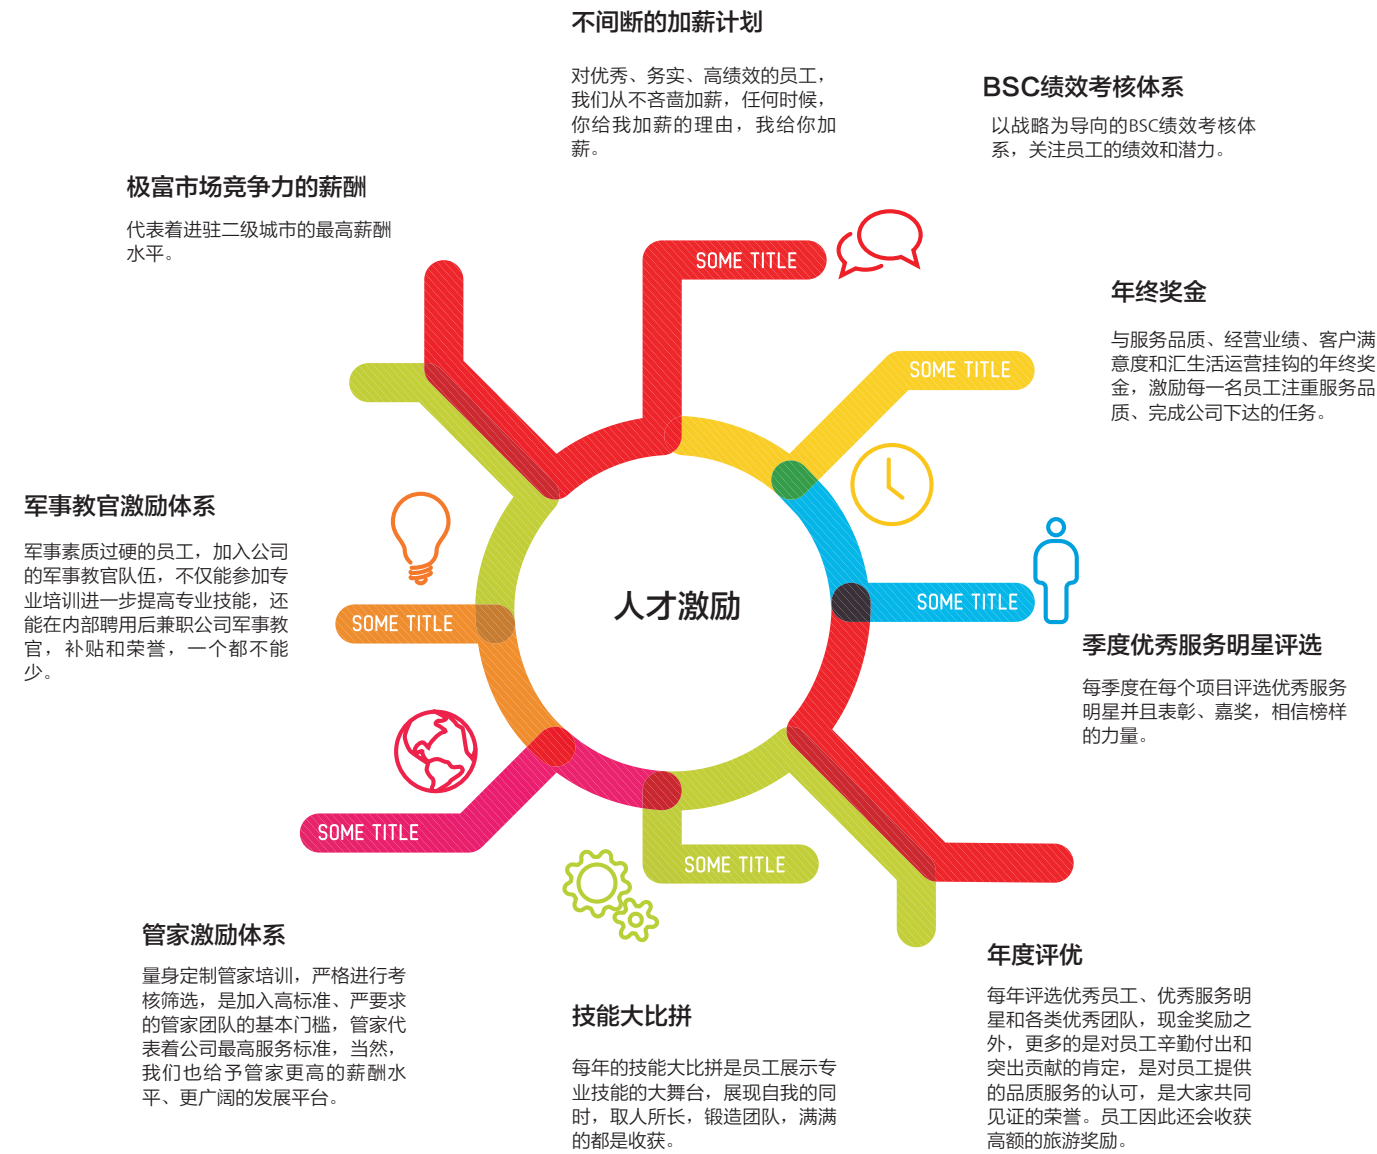 不间断的加薪计划
对优秀、务实、高绩效的员工，
我们从不吝啬加薪，任何时候，
你给我加薪的理由，我给你加
薪。
BSC绩效考核体系
以战略为导向的BSC绩效考核体
系，关注员工的绩效和潜力。
极富市场竞争力的薪酬
代表着进驻二级城市的最高薪酬
水平。
SOME TITLE
年终奖金
与服务品质、经营业绩、客户满
意度和汇生活运营挂钩的年终奖
金，激励每一名员工注重服务品
质、完成公司下达的任务。
SOME TITLE
军事教官激励体系
军事素质过硬的员工，加入公司
的军事教官队伍，不仅能参加专
业培训进一步提高专业技能，还
能在内部聘用后兼职公司军事教
官，补贴和荣誉，一个都不能
少。
人才激励
SOME TITLE
SOME TITLE
季度优秀服务明星评选
每季度在每个项目评选优秀服务
明星并且表彰、嘉奖，相信榜样
的力量。
SOME TITLE
SOME TITLE
管家激励体系
量身定制管家培训，严格进行考
核筛选，是加入高标准、严要求
的管家团队的基本门槛，管家代
表着公司最高服务标准，当然，
我们也给予管家更高的薪酬水
平、更广阔的发展平台。
技能大比拼
每年的技能大比拼是员工展示专
业技能的大舞台，展现自我的同
时，取人所长，锻造团队，满满
的都是收获。
年度评优
每年评选优秀员工、优秀服务明
星和各类优秀团队，现金奖励之
外，更多的是对员工辛勤付出和
突出贡献的肯定，是对员工提供
的品质服务的认可，是大家共同
见证的荣誉。员工因此还会收获
高额的旅游奖励。